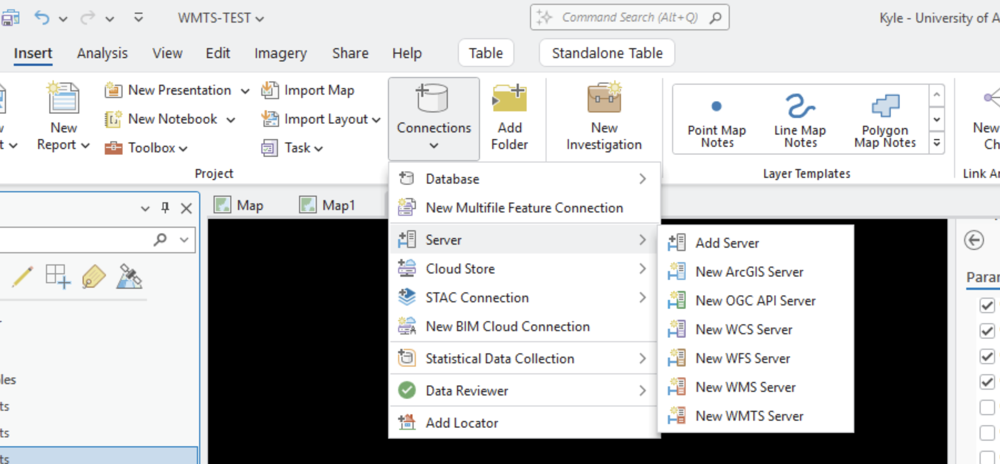 WMTS-TEST
Command Search (Alt+Q)
Kyle - University of A
Insert Analysis View Edit Imagery Share Help Table Standalone Table
New Report
New Presentation
New Notebook
Toolbox
Import Map
Import Layout
Task
Connections
Add Folder
New Investigation
Point Map Notes
Line Map Notes
Polygon Map Notes
New
Ch
Project
Layer Templates
Link An
Map
Map1
Database
New Multifile Feature Connection
Server
Cloud Store
STAC Connection
New BIM Cloud Connection
Statistical Data Collection
Data Reviewer
Add Locator
Add Server
New ArcGIS Server
New OGC API Server
New WCS Server
New WFS Server
New WMS Server
New WMTS Server
Param
les
ts
ts
ts